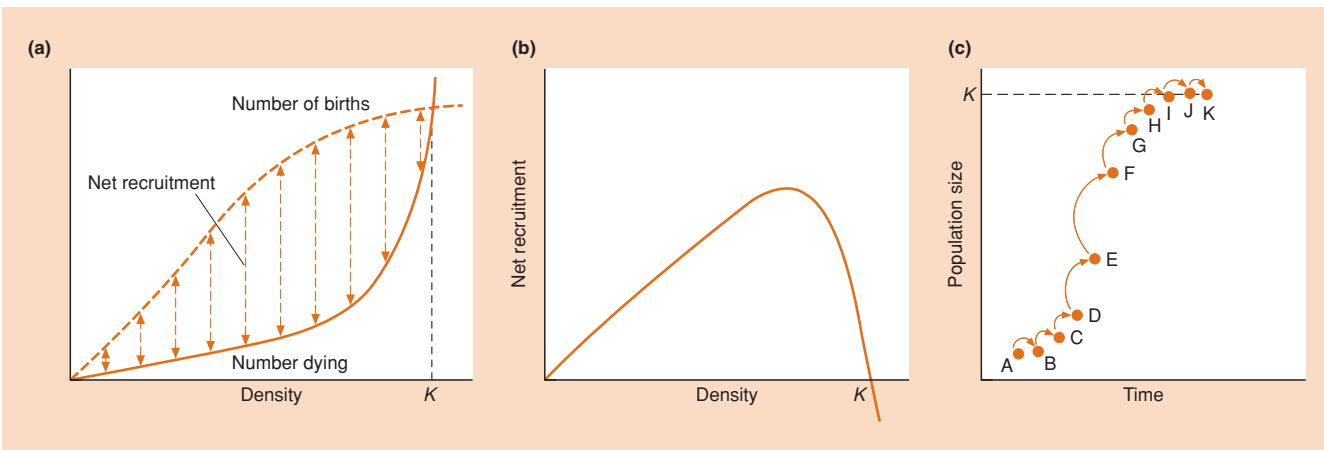 (a)
Number of births
Net recruitment
Number dying
Density
K
(b)
Net recruitment
Density
K
(c)
Population size
K
A
B
C
D
E
F
G
H
I
J
K
Time